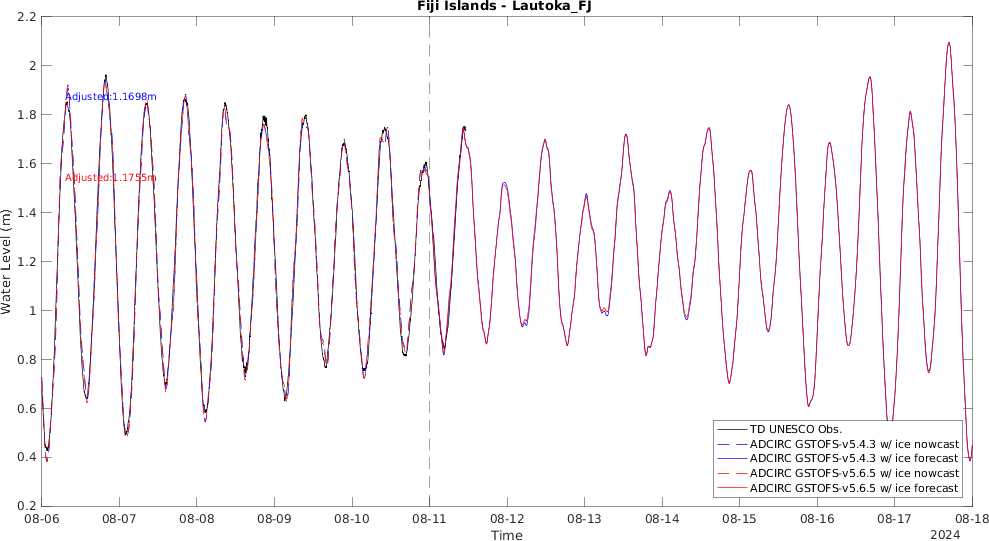 Fiji Islands - Lautoka_FJ
2.2
2
1.8
1.6
1.4
1.2
1
0.8
0.6
0.4
0.2
Water Level (m)
Adjusted:1.1698m
Adjusted:1.1755m
TD UNESCO Obs.
ADCIRC GSTOFS-v5.4.3 w/ ice nowcast
ADCIRC GSTOFS-v5.4.3 w/ ice forecast
ADCIRC GSTOFS-v5.6.5 w/ ice nowcast
ADCIRC GSTOFS-v5.6.5 w/ ice forecast
08-06 08-07 08-08 08-09 08-10 08-11 08-12 08-13 08-14 08-15 08-16 08-17 08-18
Time
2024